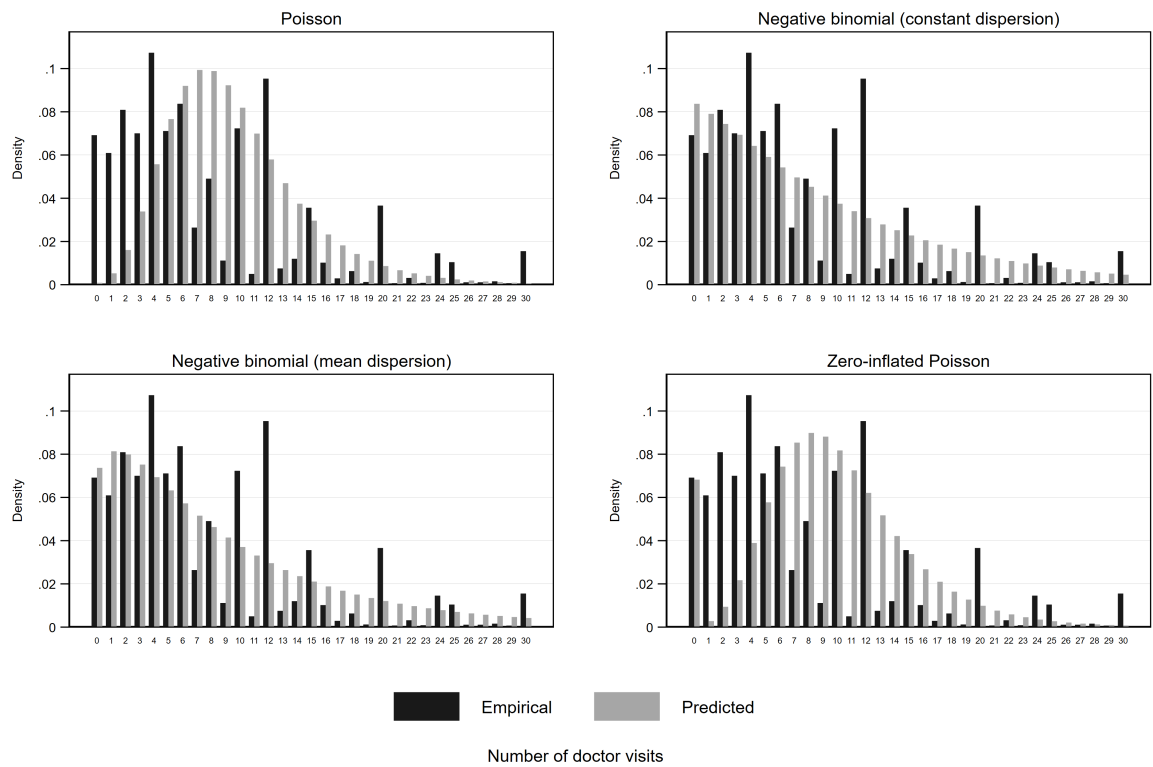 Poisson
Negative binomial (constant dispersion)
Density
.1
.08
.06
.04
.02
0
0 1 2 3 4 5 6 7 8 9 10 11 12 13 14 15 16 17 18 19 20 21 22 23 24 25 26 27 28 29 30
Density
.1
.08
.06
.04
.02
0
0 1 2 3 4 5 6 7 8 9 10 11 12 13 14 15 16 17 18 19 20 21 22 23 24 25 26 27 28 29 30
Negative binomial (mean dispersion)
Zero-inflated Poisson
Density
.1
.08
.06
.04
.02
0
0 1 2 3 4 5 6 7 8 9 10 11 12 13 14 15 16 17 18 19 20 21 22 23 24 25 26 27 28 29 30
Density
.1
.08
.06
.04
.02
0
0 1 2 3 4 5 6 7 8 9 10 11 12 13 14 15 16 17 18 19 20 21 22 23 24 25 26 27 28 29 30
Empirical
Predicted
Number of doctor visits